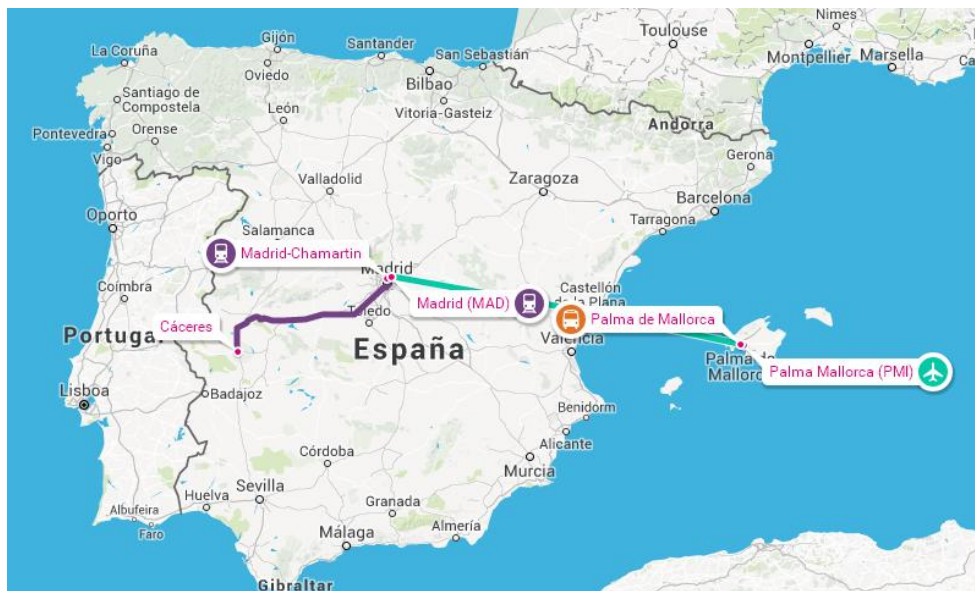 Nimes
Toulouse
Montpellier
Marsella
Ca
La Coruña
Gijón
Santander
San Sebastián
Oviedo
Bilbao
Santiago de
Compostela
León
Vitoria-Gasteiz
Andorra
Pontevedra
Orense
Vigo
Gerona
Valladolid
Zaragoza
Barcelona
Oporto
Tarragona
Salamanca
Madrid-Chamartin
Madrid
Coimbra
Madrid (MAD)
Castellón
de la Plana
Toledo
Palma de Mallorca
Cáceres
Portugal
España
Valencia
Palma de
Mallorca
Palma Mallorca (PMI)
Lisboa
Badajoz
Benidorm
Alicante
Córdoba
Murcia
Sevilla
Huelva
Granada
Albufeira
Faro
Almería
Málaga
Gibraltar